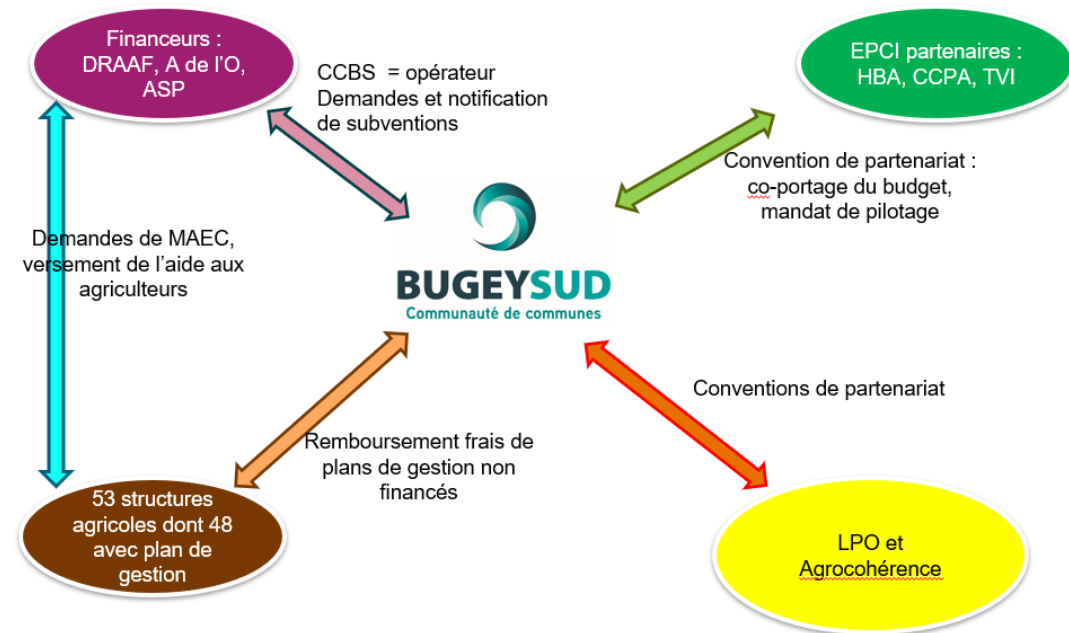 Financeurs :
DRAAF, A de l'O,
ASP
CCBS = opérateur
Demandes et notification
de subventions
EPCI partenaires :
HBA, CCPA, TVI
Convention de partenariat :
co-portage du budget,
mandat de pilotage
Demandes de MAEC,
versement de l'aide aux
agriculteurs
BUGEYSUD
Communauté de communes
Conventions de partenariat
Remboursement frais de
plans de gestion non
financés
53 structures
agricoles dont 48
avec plan de
gestion
LPO et
Agrocohérence